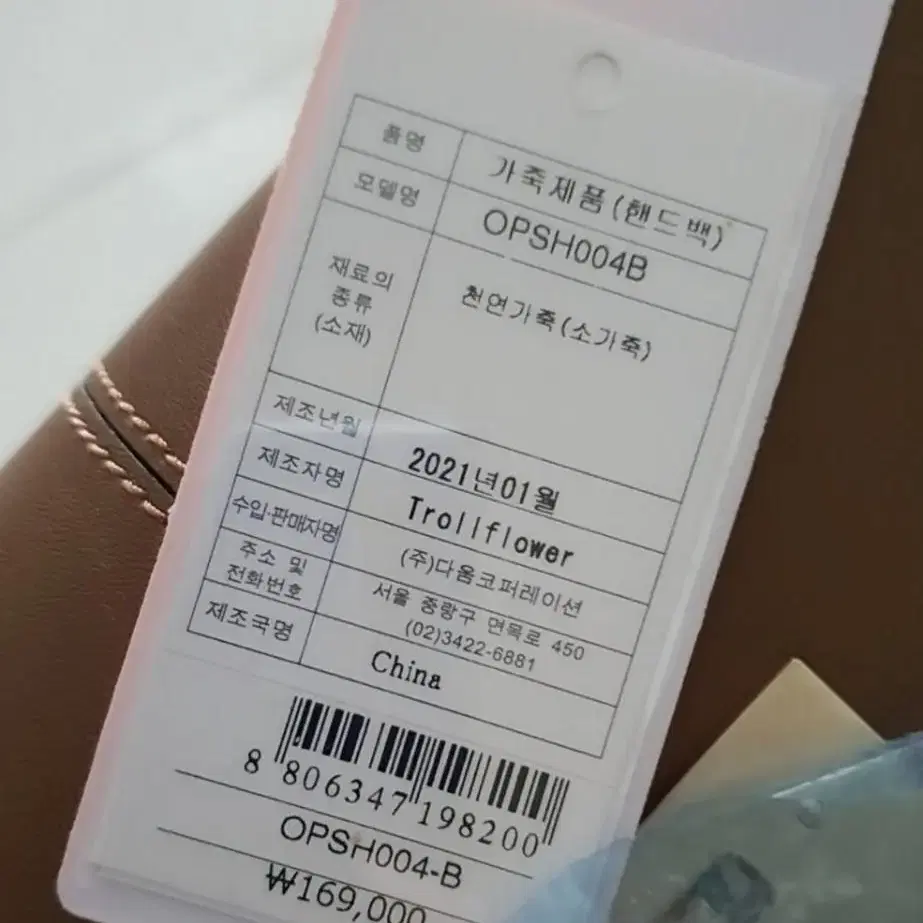 품명 가죽제품(핸드백)
모델명 OPSH004B
재료의
종류
(소재)
천연가죽(소가죽)
제조년월 2021년01월
제조자명 Trollflower
수입·판매자명 (주)다움코퍼레이션
주소 및
전화번호
서울 중랑구 면목로 450
(02)3422-6881
제조국명 China
8 806347 198200
OPSH004-B
₩169,000